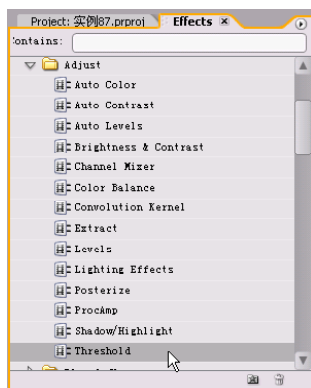 Project: 实例87.prproj Effects ×
ontains:
Adjust
Auto Color
Auto Contrast
Auto Levels
Brightness & Contrast
Channel Mixer
Color Balance
Convolution Kernel
Extract
Levels
Lighting Effects
Posterize
ProcAmp
Shadow/Highlight
Threshold